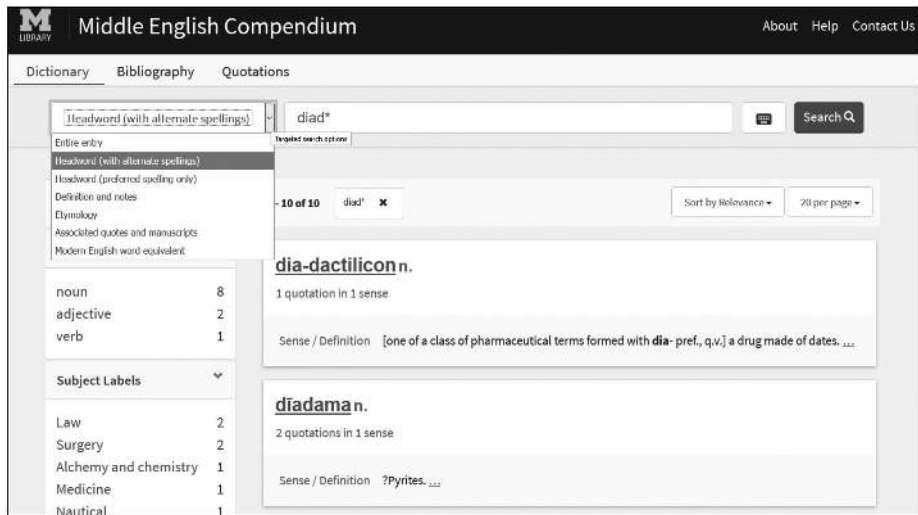 M
LIBRARY
Middle English Compendium
About Help Contact Us
Dictionary Bibliography Quotations
Headword (with alternate spellings)
diad*
Search
Targeted search options
Entire entry
Headword (with alternate spellings)
Headword (preferred spelling only)
Definition and notes
Etymology
Associated quotes and manuscripts
Modern English word equivalent
- 10 of 10 diad* ✖ Sort by Relevance 20 per page
noun 8
adjective 2
verb 1
Subject Labels
Law 2
Surgery 2
Alchemy and chemistry 1
Medicine 1
Nautical 1
dia-dactilicon n.
1 quotation in 1 sense
Sense / Definition [one of a class of pharmaceutical terms formed with dia- pref., q.v.] a drug made of dates. ...
dīadama n.
2 quotations in 1 sense
Sense / Definition ?Pyrites. ...